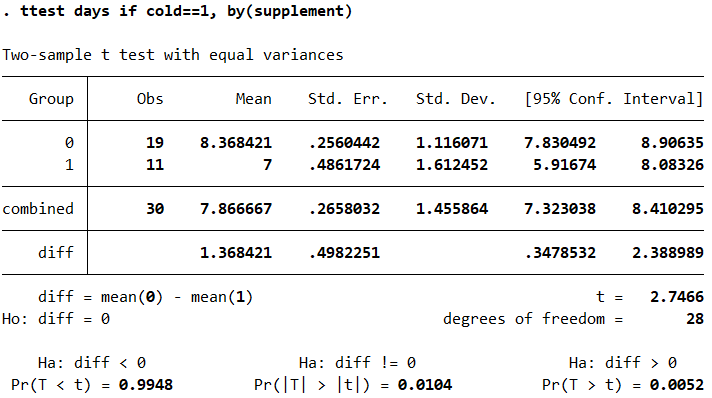 . ttest days if cold==1, by(supplement)
Two-sample t test with equal variances
Group Obs Mean Std. Err. Std. Dev. [95% Conf. Interval]
0 19 8.368421 .2560442 1.116071 7.830492 8.90635
1 11 7 .4861724 1.612452 5.91674 8.08326
combined 30 7.866667 .2658032 1.455864 7.323038 8.410295
diff 1.368421 .4982251 .3478532 2.388989
diff = mean(0) - mean(1) t = 2.7466
Ho: diff = 0 degrees of freedom = 28
Ha: diff < 0 Ha: diff != 0 Ha: diff > 0
Pr(T < t) = 0.9948 Pr(|T| > |t|) = 0.0104 Pr(T > t) = 0.0052